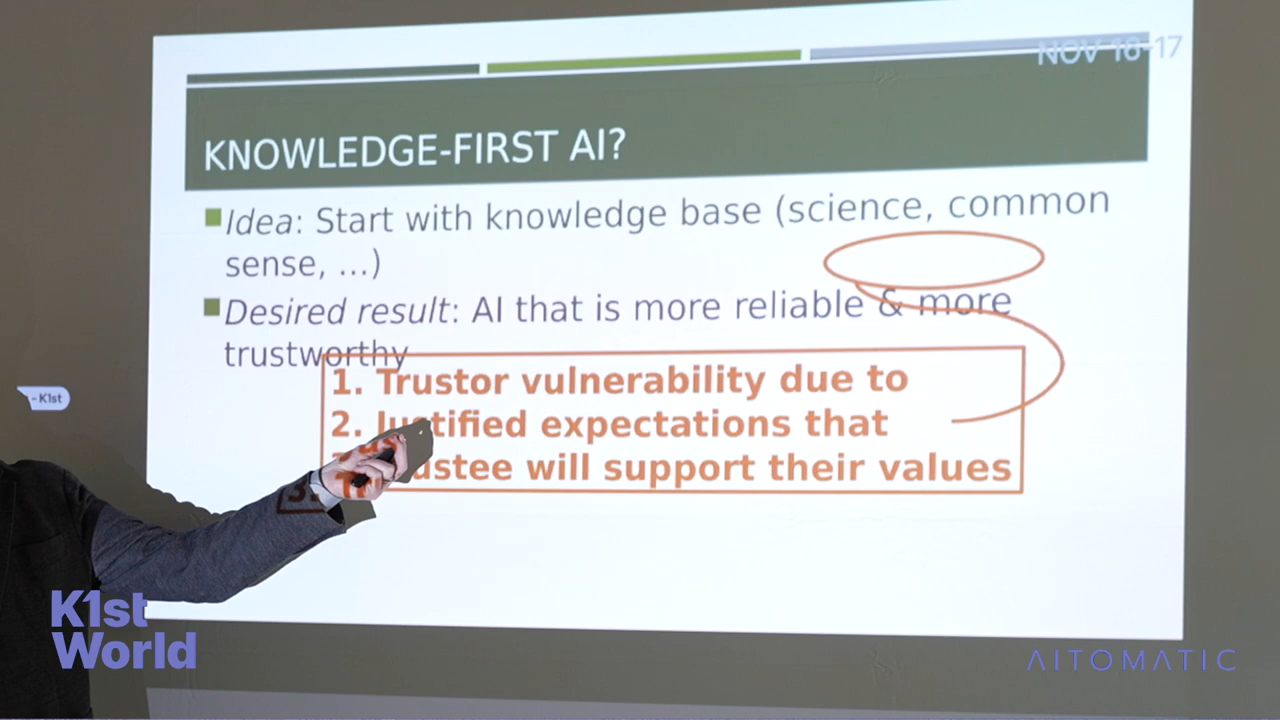 NOV 16-17
KNOWLEDGE-FIRST AI?
Idea: Start with knowledge base (science, common
sense, ...)
Desired result: AI that is more reliable & more
trustworthy
1. Trustor vulnerability due to
2. Justified expectations that
3. Trustee will support their values
- K1st
K1st
World
AITOMATIC